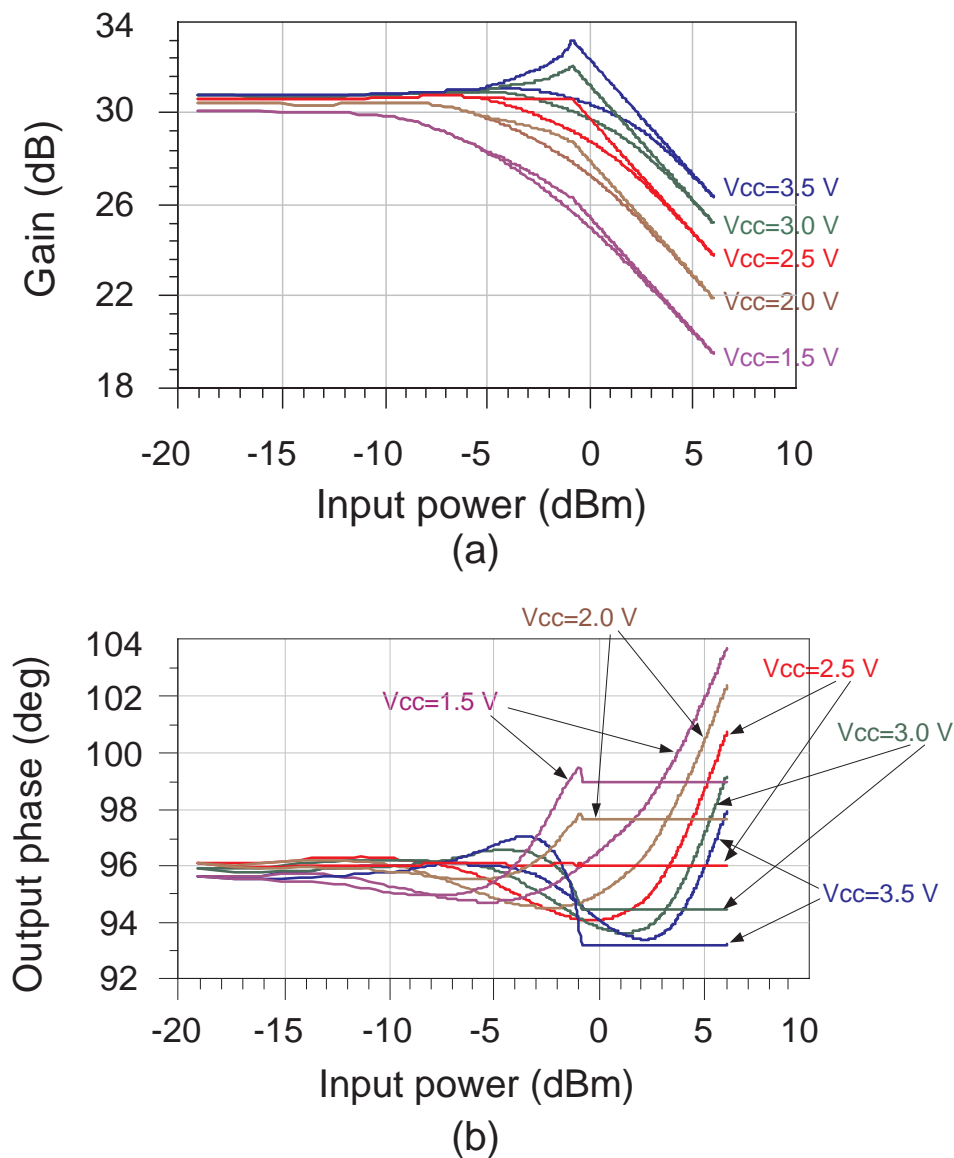 34
30
26
22
18
Gain (dB)
Vcc=3.5 V
Vcc=3.0 V
Vcc=2.5 V
Vcc=2.0 V
Vcc=1.5 V
-20 -15 -10 -5 0 5 10
Input power (dBm)
(a)
104
102
100
98
96
94
92
Output phase (deg)
Vcc=2.0 V
Vcc=2.5 V
Vcc=1.5 V
Vcc=3.0 V
Vcc=3.5 V
-20 -15 -10 -5 0 5 10
Input power (dBm)
(b)